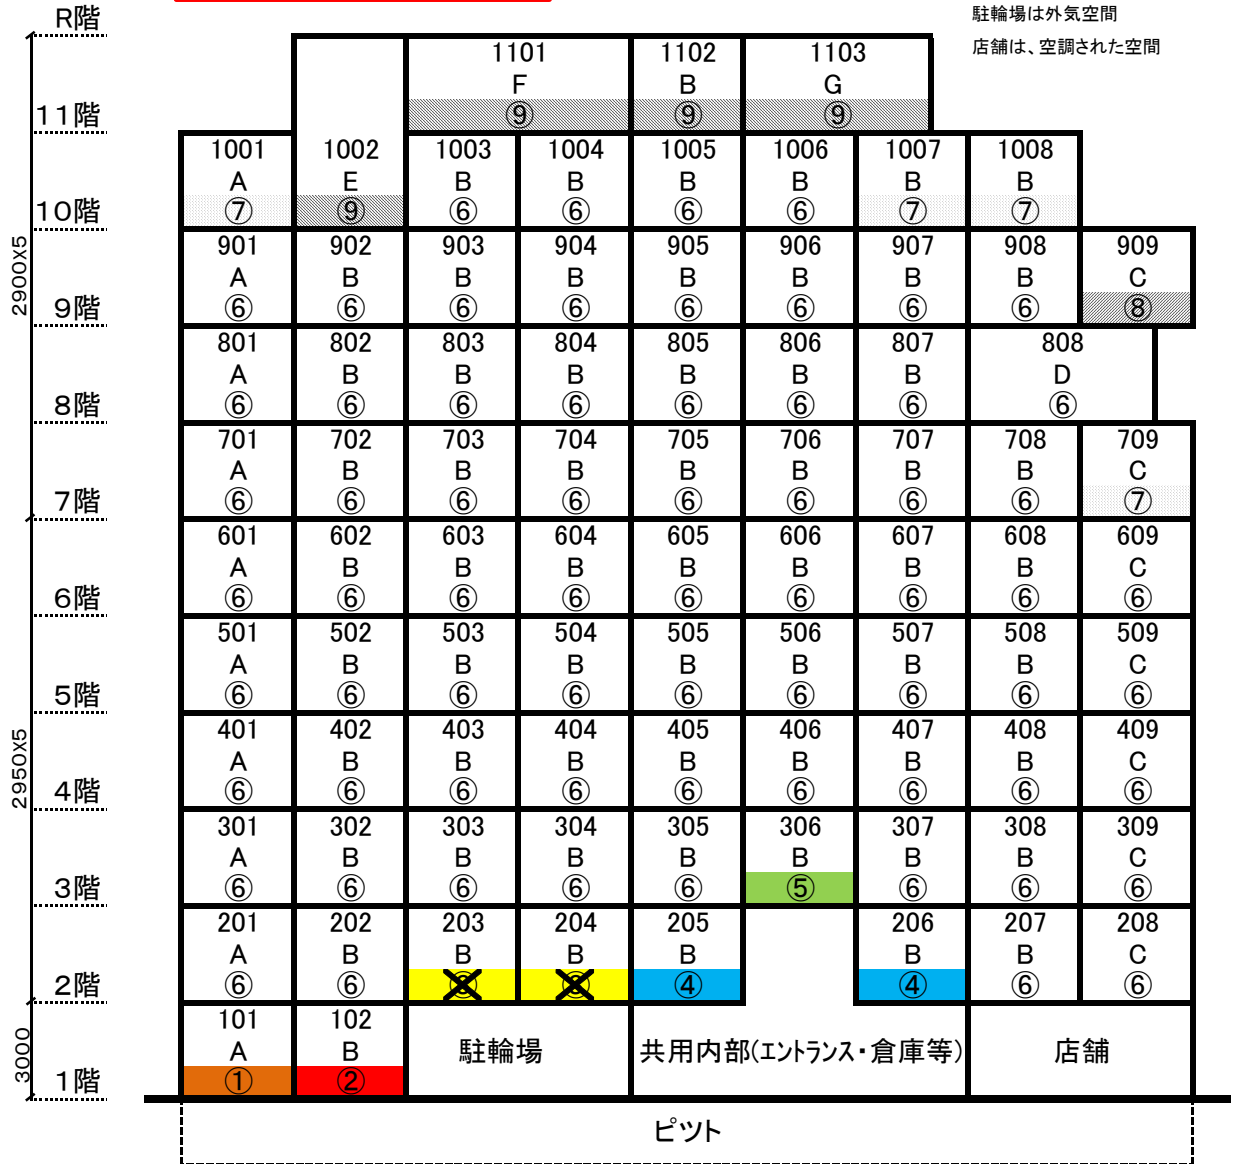 駐輪場は外気空間
店舗は、空調された空間
R階
1101 1102 1103
F B G
11階 ⑨ ⑨ ⑨
1001 1002 1003 1004 1005 1006 1007 1008
A E B B B B B B
10階 ⑦ ⑨ ⑥ ⑥ ⑥ ⑥ ⑦ ⑦
901 902 903 904 905 906 907 908 909
A B B B B B B B C
9階 ⑥ ⑥ ⑥ ⑥ ⑥ ⑥ ⑥ ⑥ ⑧
2900X5
801 802 803 804 805 806 807 808
A B B B B B B D
8階 ⑥ ⑥ ⑥ ⑥ ⑥ ⑥ ⑥ ⑥
701 702 703 704 705 706 707 708 709
A B B B B B B B C
7階 ⑥ ⑥ ⑥ ⑥ ⑥ ⑥ ⑥ ⑥ ⑦
601 602 603 604 605 606 607 608 609
A B B B B B B B C
6階 ⑥ ⑥ ⑥ ⑥ ⑥ ⑥ ⑥ ⑥ ⑥
501 502 503 504 505 506 507 508 509
A B B B B B B B C
5階 ⑥ ⑥ ⑥ ⑥ ⑥ ⑥ ⑥ ⑥ ⑥
2950X5
401 402 403 404 405 406 407 408 409
A B B B B B B B C
4階 ⑥ ⑥ ⑥ ⑥ ⑥ ⑥ ⑥ ⑥ ⑥
301 302 303 304 305 306 307 308 309
A B B B B B B B C
3階 ⑥ ⑥ ⑥ ⑥ ⑥ ⑤ ⑥ ⑥ ⑥
201 202 203 204 205 206 207 208
A B B B B B B C
2階 ⑥ ⑥ ④ ④ ⑥ ⑥
101 102
A B 駐輪場 共用内部(エントランス・倉庫等) 店舗
1階 ① ②
3000
ピツト